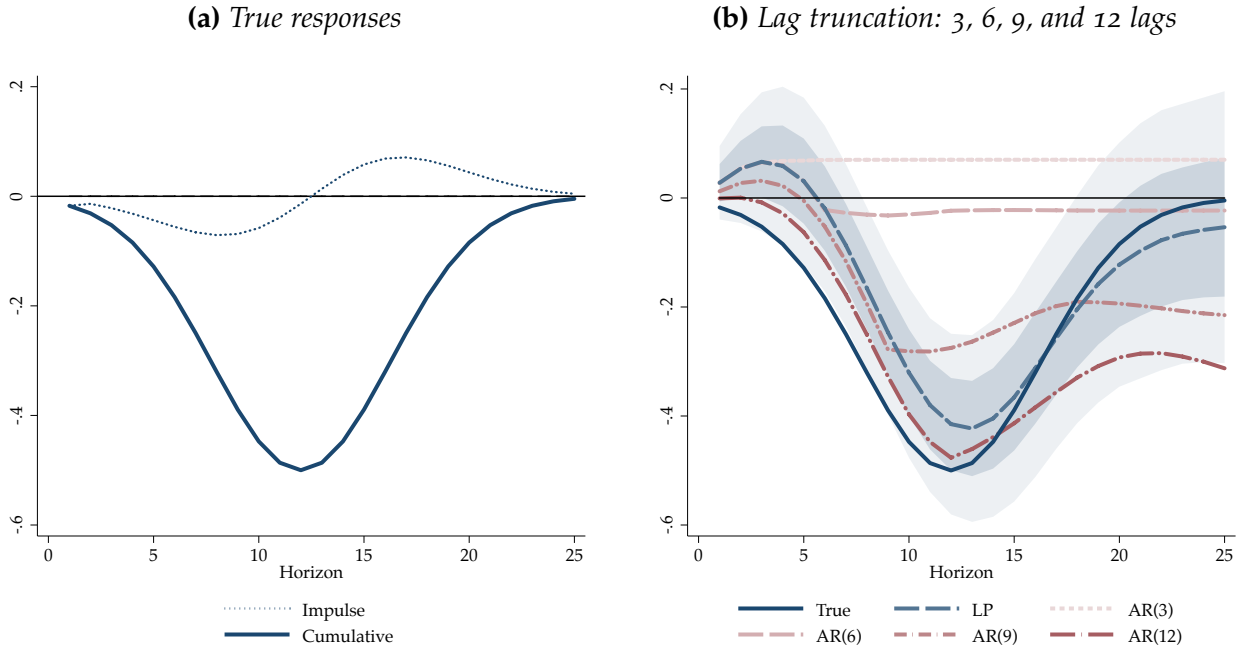 (a) True responses
.2
0
-.2
-.4
-.6
0 5 10 15 20 25
Horizon
Impulse
Cumulative
(b) Lag truncation: 3, 6, 9, and 12 lags
.2
0
-.2
-.4
-.6
0 5 10 15 20 25
Horizon
True LP AR(3)
AR(6) AR(9) AR(12)